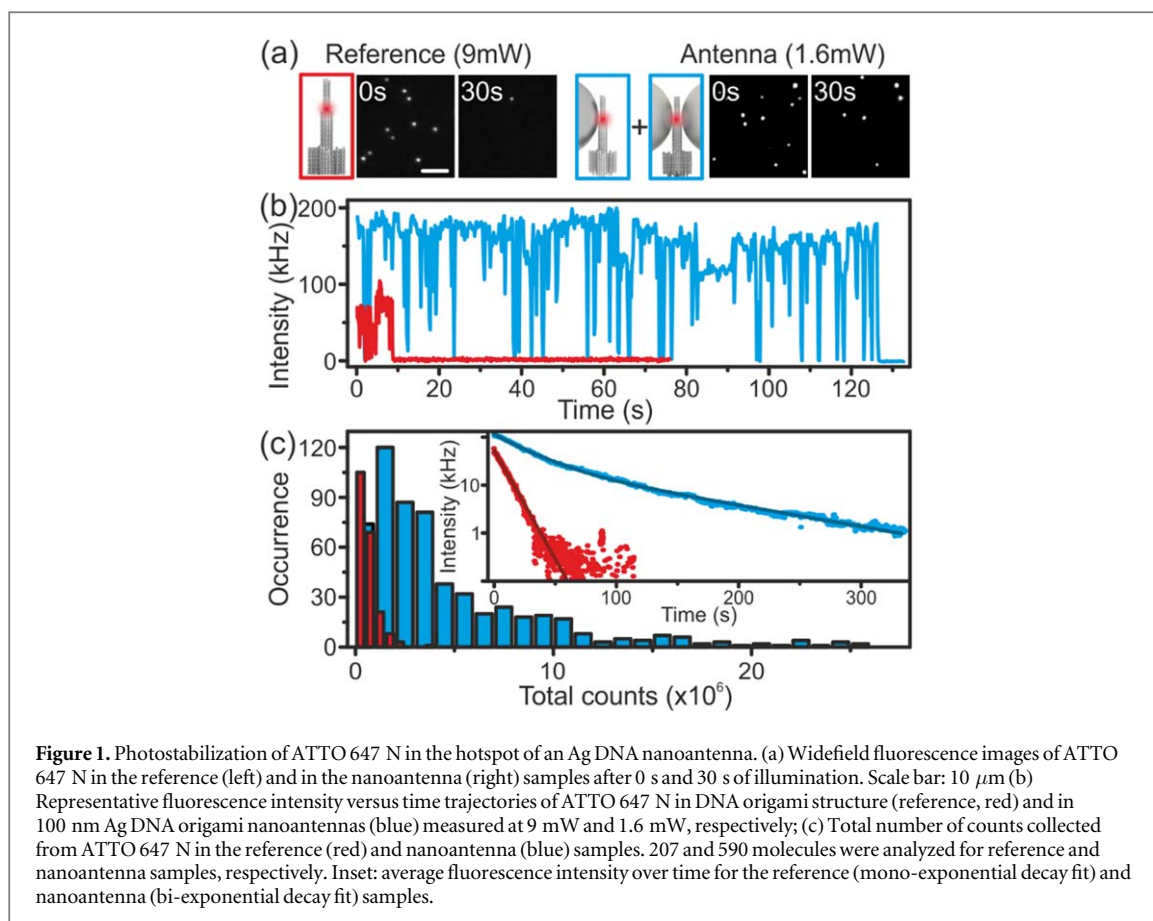 (a) Reference (9mW) Antenna (1.6mW)
0s 30s + 0s 30s
(b)
200
100
0
Intensity (kHz)
0 20 40 60 80 100 120
Time (s)
(c)
120
90
60
30
0
Occurrence
10
1
Intensity (kHz)
0 100 200 300
Time (s)
0 10 20
Total counts (x10⁶)
Figure 1. Photostabilization of ATTO 647 N in the hotspot of an Ag DNA nanoantenna. (a) Widefield fluorescence images of ATTO
647 N in the reference (left) and in the nanoantenna (right) samples after 0 s and 30 s of illumination. Scale bar: 10 μm (b)
Representative fluorescence intensity versus time trajectories of ATTO 647 N in DNA origami structure (reference, red) and in
100 nm Ag DNA origami nanoantennas (blue) measured at 9 mW and 1.6 mW, respectively; (c) Total number of counts collected
from ATTO 647 N in the reference (red) and nanoantenna (blue) samples. 207 and 590 molecules were analyzed for reference and
nanoantenna samples, respectively. Inset: average fluorescence intensity over time for the reference (mono-exponential decay fit) and
nanoantenna (bi-exponential decay fit) samples.